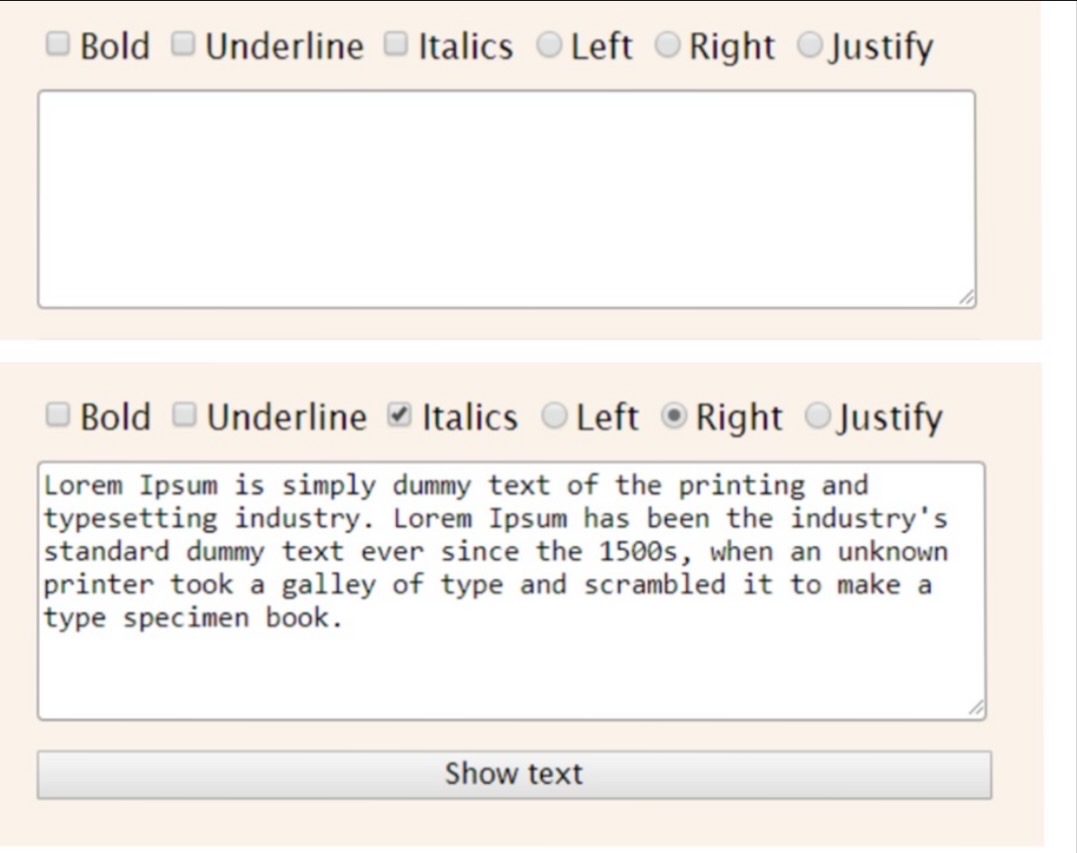 Bold Underline Italics Left Right Justify
Bold Underline Italics Left Right Justify
Lorem Ipsum is simply dummy text of the printing and
typesetting industry. Lorem Ipsum has been the industry's
standard dummy text ever since the 1500s, when an unknown
printer took a galley of type and scrambled it to make a
type specimen book.
Show text